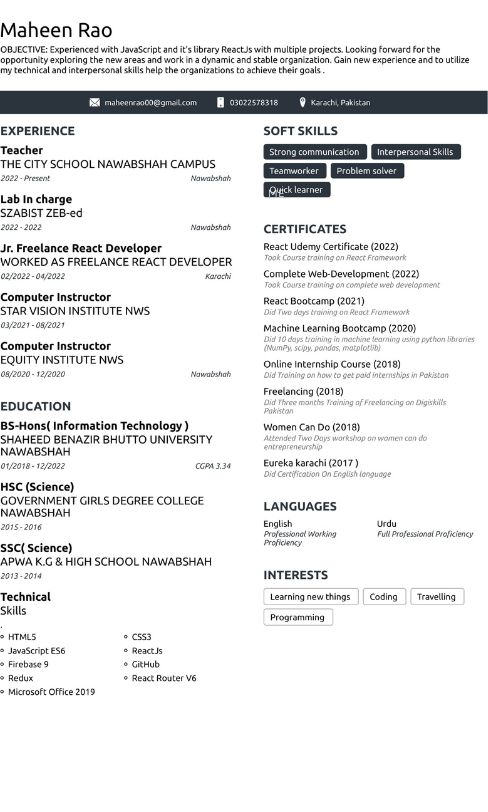 Maheen Rao
OBJECTIVE: Experienced with JavaScript and it's library ReactJs with multiple projects. Looking forward for the
opportunity exploring the new areas and work in a dynamic and stable organization. Gain new experience and to utilize
my technical and interpersonal skills help the organizations to achieve their goals .
maheenrao00@gmail.com 03022578318 Karachi, Pakistan
EXPERIENCE
Teacher
THE CITY SCHOOL NAWABSHAH CAMPUS
2022 - Present Nawabshah
Lab In charge
SZABIST ZEB-ed
2022 - 2022 Nawabshah
Jr. Freelance React Developer
WORKED AS FREELANCE REACT DEVELOPER
02/2022 - 04/2022 Karachi
Computer Instructor
STAR VISION INSTITUTE NWS
03/2021 - 08/2021
Computer Instructor
EQUITY INSTITUTE NWS
08/2020 - 12/2020 Nawabshah
EDUCATION
BS-Hons( Information Technology )
SHAHEED BENAZIR BHUTTO UNIVERSITY
NAWABSHAH
01/2018 - 12/2022 CGPA 3.34
HSC (Science)
GOVERNMENT GIRLS DEGREE COLLEGE
NAWABSHAH
2015 - 2016
SSC( Science)
APWA K.G & HIGH SCHOOL NAWABSHAH
2013 - 2014
Technical
Skills
.
HTML5 CSS3
JavaScript ES6 ReactJs
Firebase 9 GitHub
Redux React Router V6
Microsoft Office 2019
SOFT SKILLS
Strong communication Interpersonal Skills
Teamworker Problem solver
Quick learner
ME
CERTIFICATES
React Udemy Certificate (2022)
Took Course training on React Framework
Complete Web-Development (2022)
Took Course training on complete web development
React Bootcamp (2021)
Did Two days training on React Framework
Machine Learning Bootcamp (2020)
Did 10 days training in machine learning using python libraries
(NumPy, scipy, pandas, matplotlib)
Online Internship Course (2018)
Did Training on how to get paid internships in Pakistan
Freelancing (2018)
Did Three months Training of Freelancing on Digiskills
Pakistan
Women Can Do (2018)
Attended Two Days workshop on women can do
entrepreneurship
Eureka karachi (2017 )
Did Certification On English language
LANGUAGES
English Urdu
Professional Working Full Professional Proficiency
Proficiency
INTERESTS
Learning new things Coding Travelling
Programming